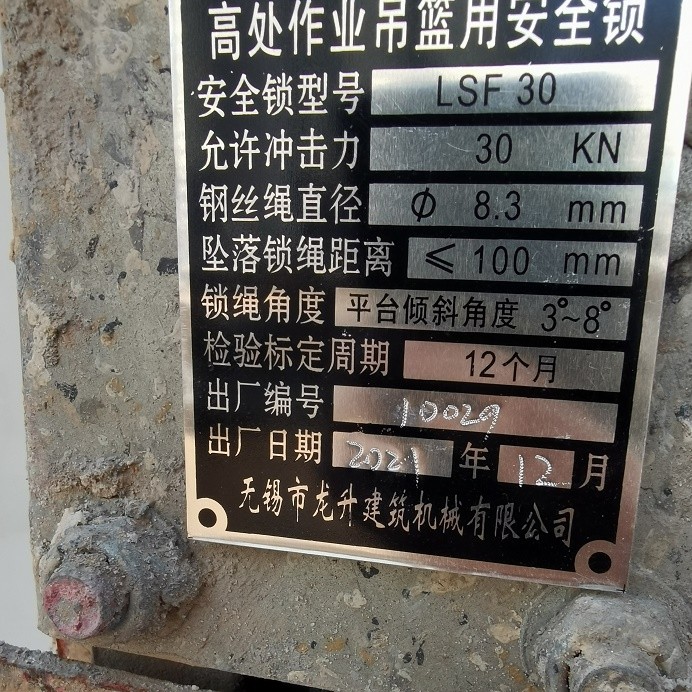 高处作业吊篮用安全锁
安全锁型号 LSF 30
允许冲击力 30 KN
钢丝绳直径 Φ 8.3 mm
坠落锁绳距离 ≤100 mm
锁绳角度 平台倾斜角度 3°~8°
检验标定周期 12个月
出厂编号 10029
出厂日期 2021 年 12 月
无锡市龙升建筑机械有限公司